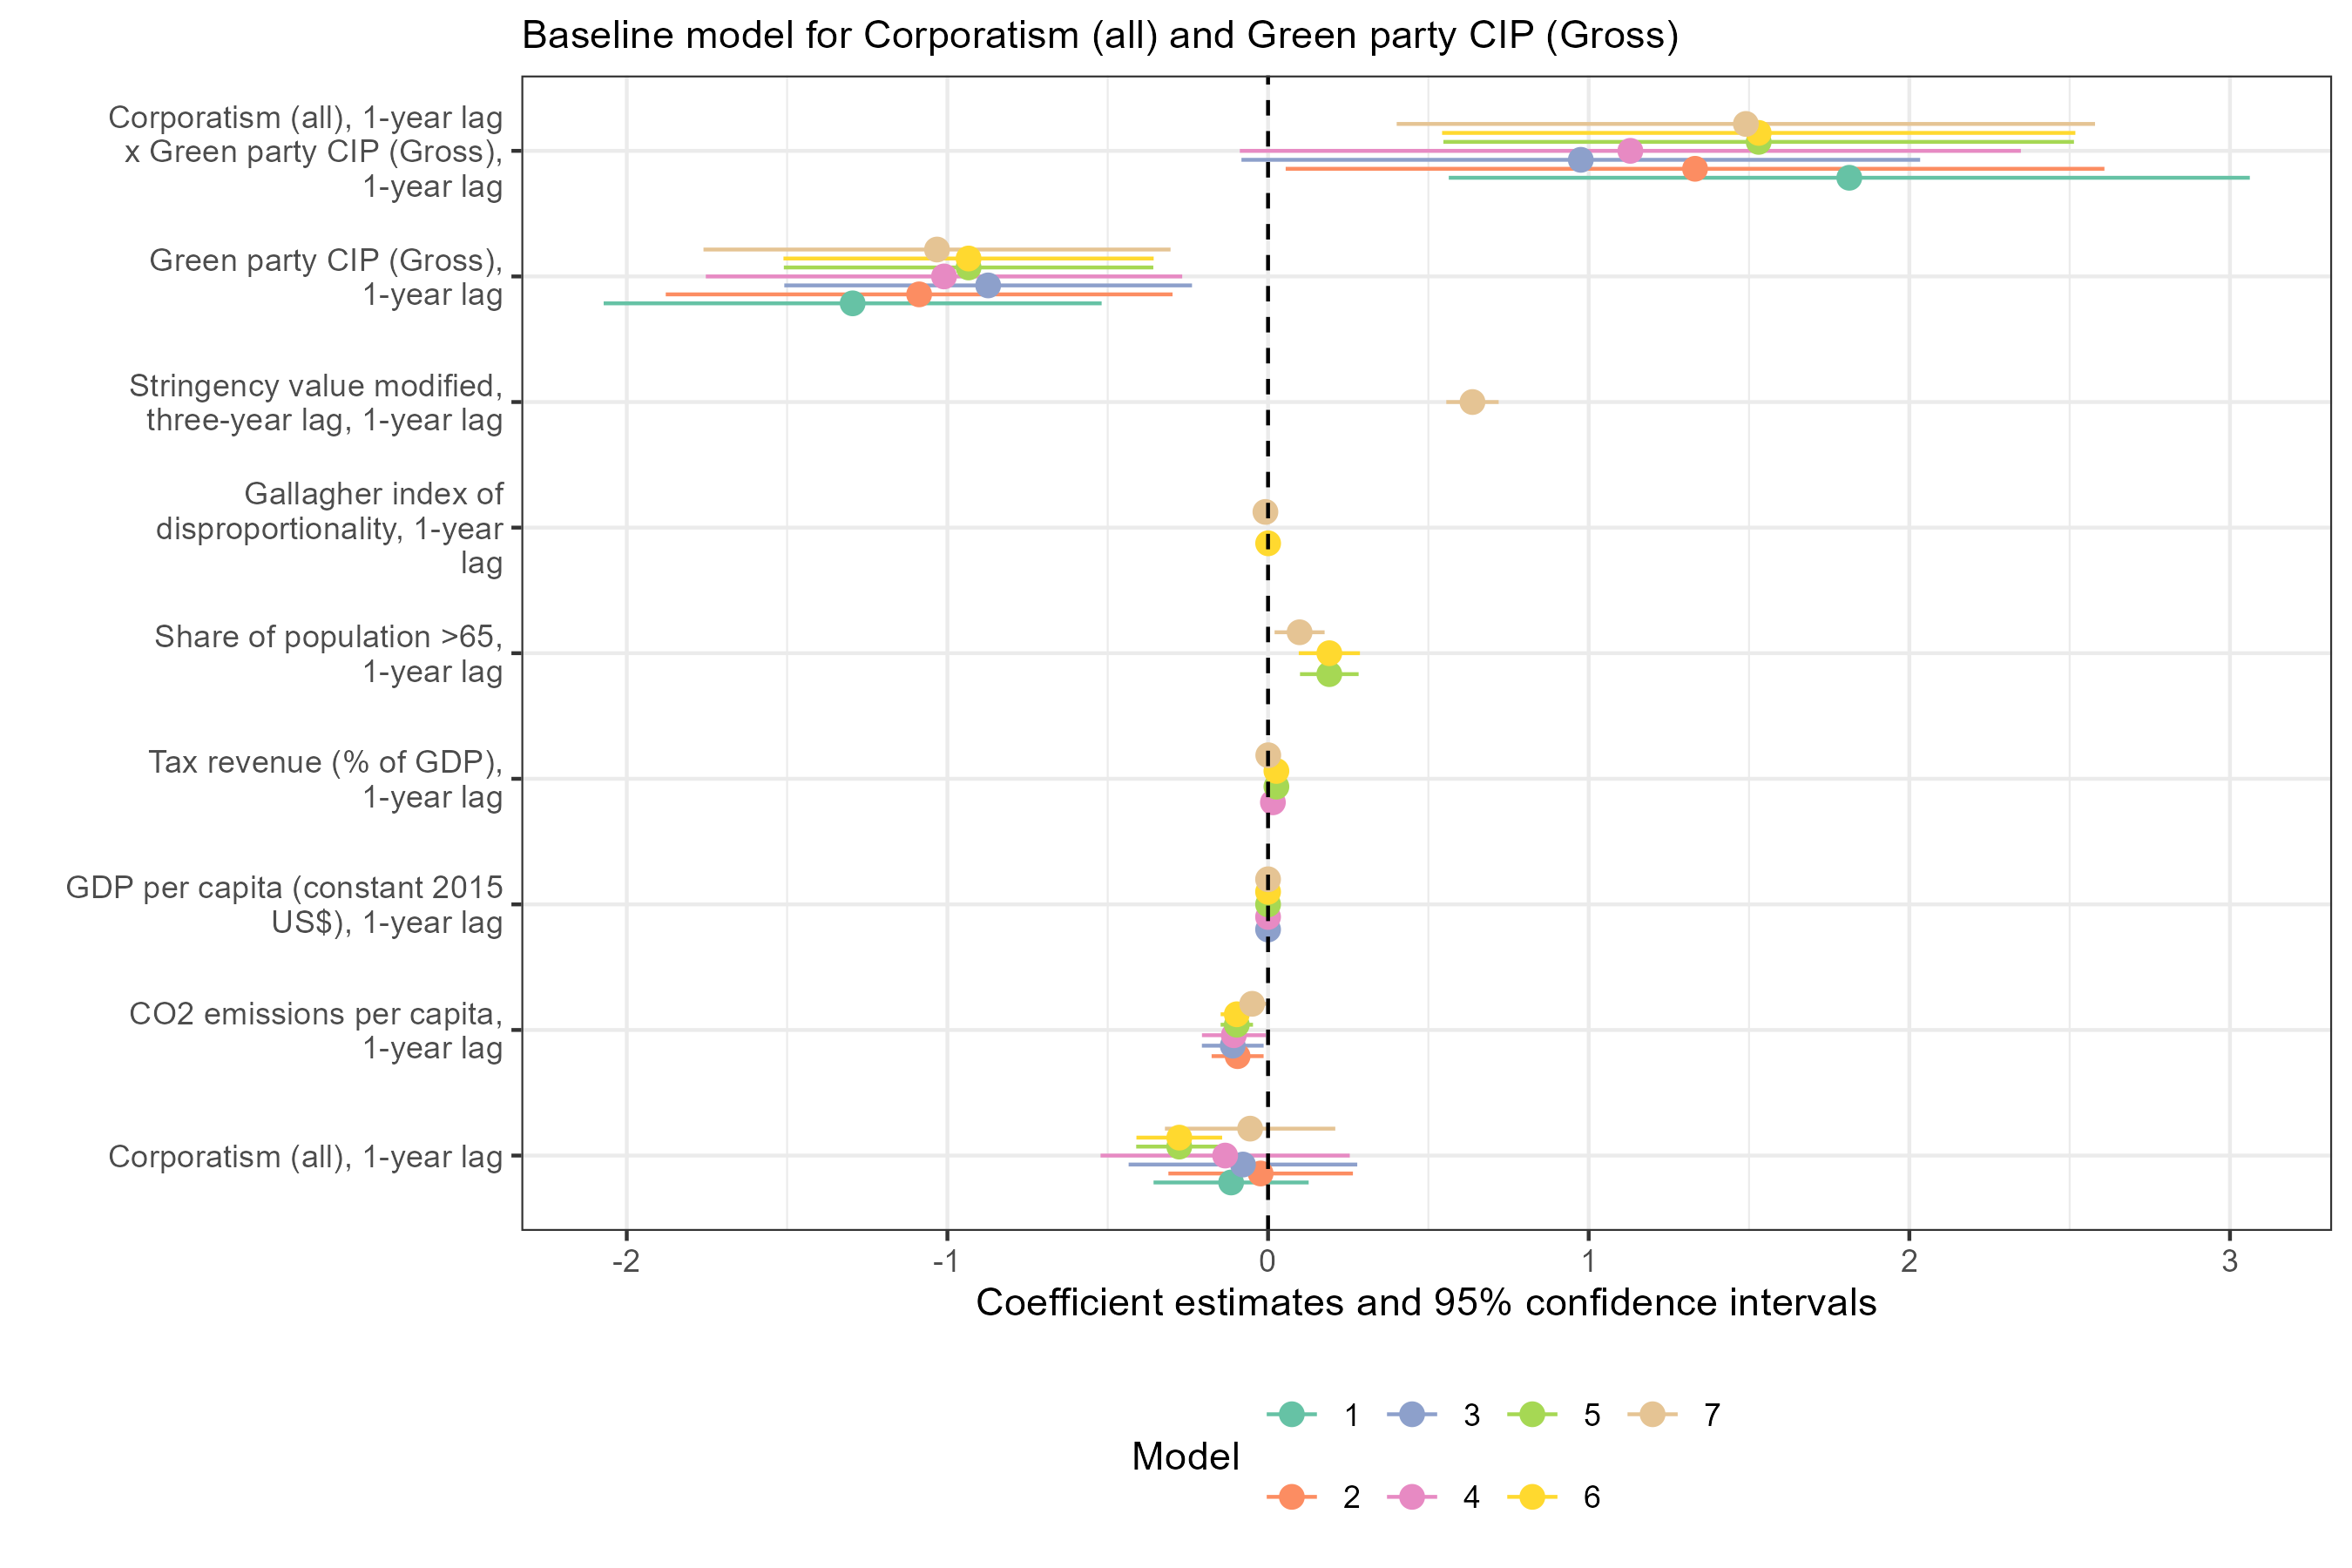 Baseline model for Corporatism (all) and Green party CIP (Gross)
Corporatism (all), 1-year lag
x Green party CIP (Gross),
1-year lag
Green party CIP (Gross),
1-year lag
Stringency value modified,
three-year lag, 1-year lag
Gallagher index of
disproportionality, 1-year
lag
Share of population >65,
1-year lag
Tax revenue (% of GDP),
1-year lag
GDP per capita (constant 2015
US$), 1-year lag
CO2 emissions per capita,
1-year lag
Corporatism (all), 1-year lag
-2 -1 0 1 2 3
Coefficient estimates and 95% confidence intervals
Model
1 3 5 7
2 4 6